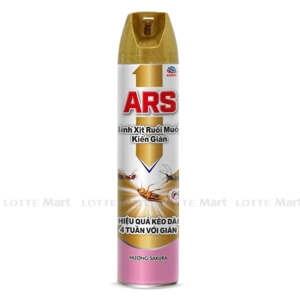 ARS
Bình Xịt Ruồi Muỗi
Kiến Gián
LOTTE Mart LOTTE Mart LOTTE Mart
HIỆU QUẢ KÉO DÀI
4 TUẦN VỚI GIÁN
HƯƠNG SAKURA